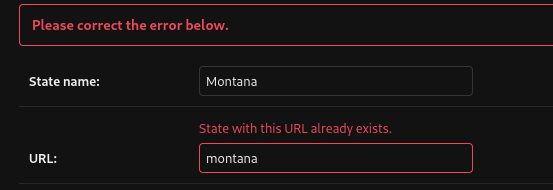 Please correct the error below.
State name:
Montana
State with this URL already exists.
URL:
montana